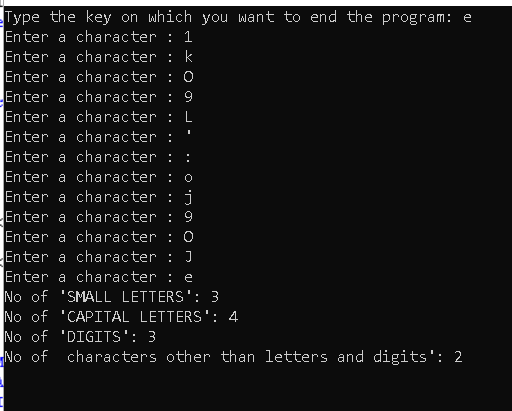 Type the key on which you want to end the program: e
Enter a character : 1
Enter a character : k
Enter a character : O
Enter a character : 9
Enter a character : L
Enter a character : '
Enter a character : :
Enter a character : o
Enter a character : j
Enter a character : 9
Enter a character : O
Enter a character : J
Enter a character : e
No of 'SMALL LETTERS': 3
No of 'CAPITAL LETTERS': 4
No of 'DIGITS': 3
No of  characters other than letters and digits': 2